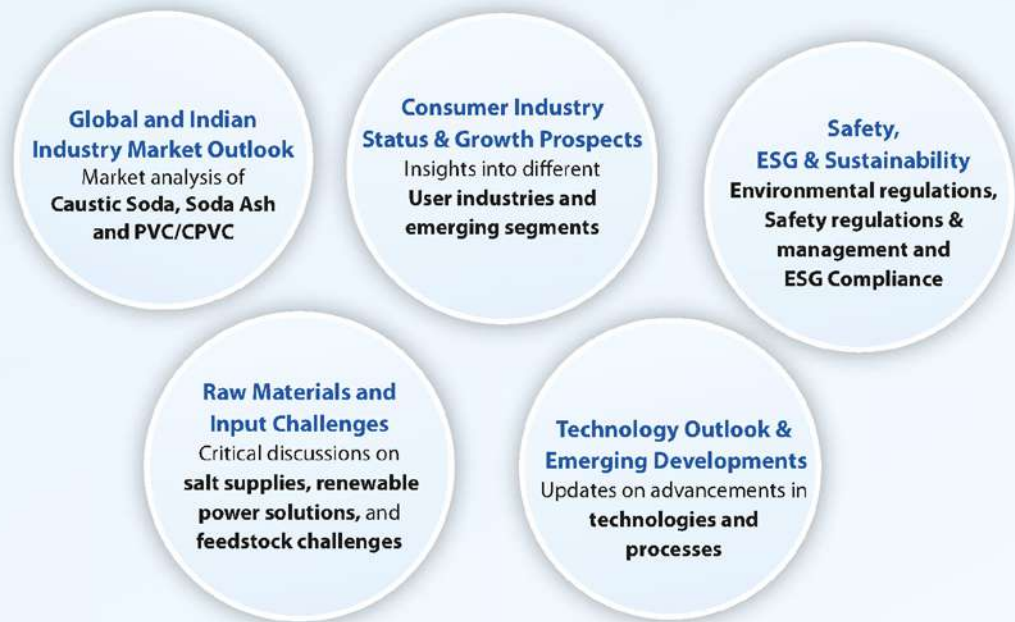 Global and Indian
Industry Market Outlook
Market analysis of
Caustic Soda, Soda Ash
and PVC/CPVC
Consumer Industry
Status & Growth Prospects
Insights into different
User industries and
emerging segments
Safety,
ESG & Sustainability
Environmental regulations,
Safety regulations &
management and
ESG Compliance
Raw Materials and
Input Challenges
Critical discussions on
salt supplies, renewable
power solutions, and
feedstock challenges
Technology Outlook &
Emerging Developments
Updates on advancements in
technologies and
processes